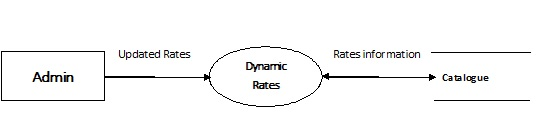 Updated Rates
Rates information
Admin
Dynamic
Rates
Catalogue